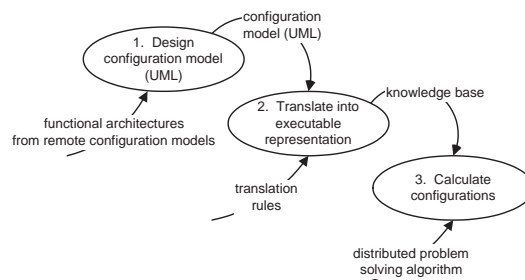 1. Design
configuration model
(UML)
configuration
model (UML)
functional architectures
from remote configuration models
2. Translate into
executable
representation
knowledge base
translation
rules
3. Calculate
configurations
distributed problem
solving algorithm